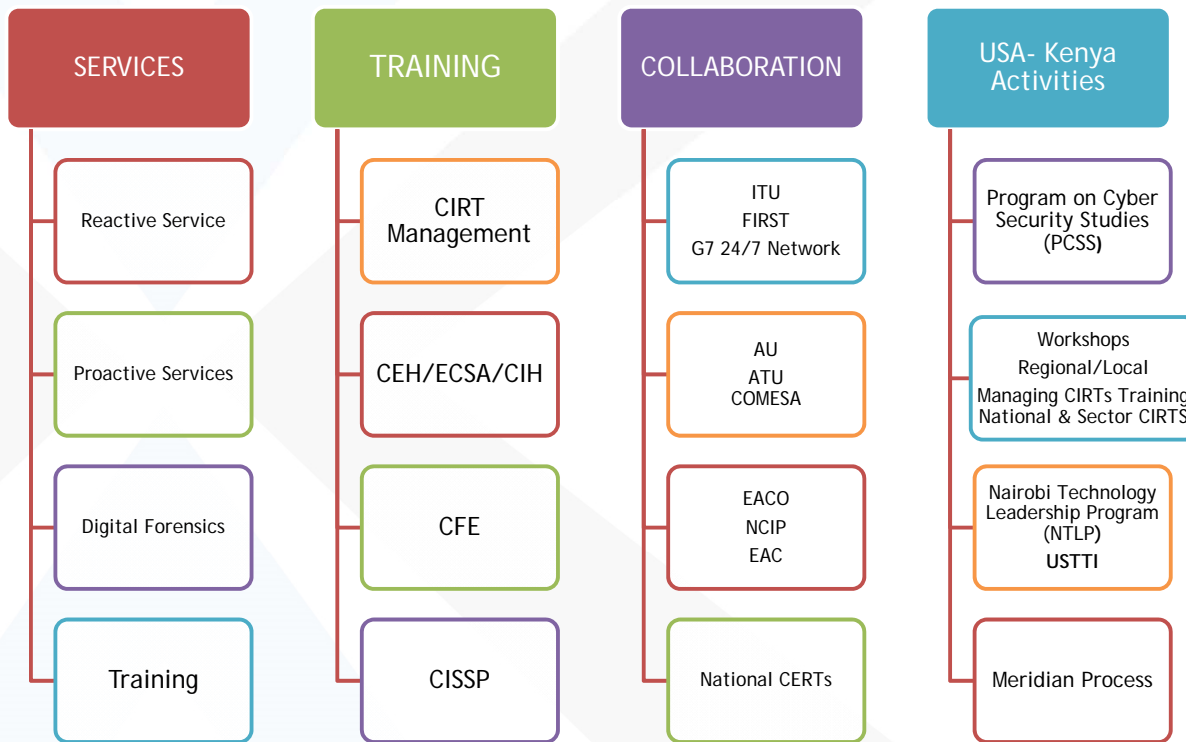 SERVICES
Reactive Service
Proactive Services
Digital Forensics
Training
TRAINING
CIRT
Management
CEH/ECSA/CIH
CFE
CISSP
COLLABORATION
ITU
FIRST
G7 24/7 Network
AU
ATU
COMESA
EACO
NCIP
EAC
National CERTs
USA- Kenya
Activities
Program on Cyber
Security Studies
(PCSS)
Workshops
Regional/Local
Managing CIRTs Training
National & Sector CIRTS
Nairobi Technology
Leadership Program
(NTLP)
USTTI
Meridian Process